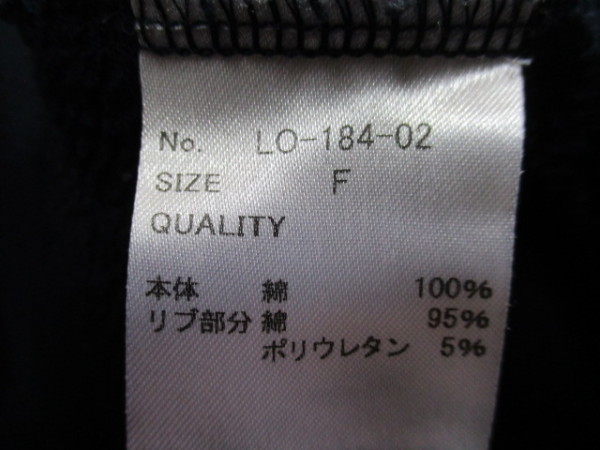 No. LO-184-02
SIZE F
QUALITY
本体 綿 100%
リブ部分 綿 95%
ポリウレタン 5%